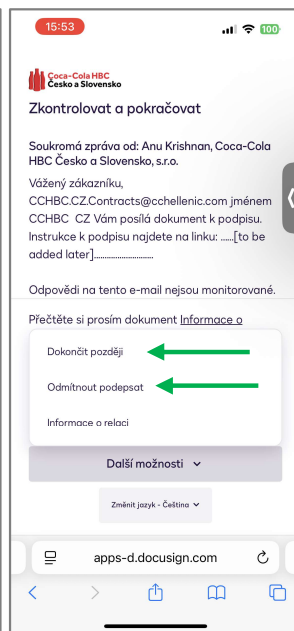 15:53
100
Coca-Cola HBC
Česko a Slovensko
Zkontrolovat a pokračovat
Soukromá zpráva od: Anu Krishnan, Coca-Cola
HBC Česko a Slovensko, s.r.o.
Vážený zákazníku,
CCHBC.CZ.Contracts@cchellenic.com jménem
CCHBC CZ Vám posílá dokument k podpisu.
Instrukce k podpisu najdete na linku: ......[to be
added later]............................
Odpovědi na tento e-mail nejsou monitorované.
Přečtěte si prosím dokument Informace o
Dokončit později
Odmítnout podepsat
Informace o relaci
Další možnosti
Změnit jazyk - Čeština
apps-d.docusign.com